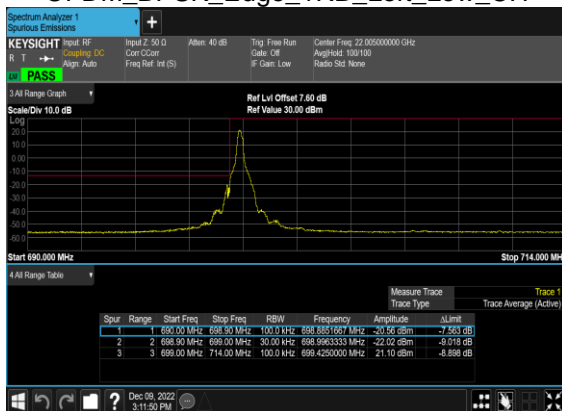 Spectrum Analyzer 1
Spurious Emissions
KEYSIGHT Input: RF Input Z: 50 Ω Atten: 40 dB Trig: Free Run Center Freq: 22.005000000 GHz
R T Coupling: DC Corr CCorr Gate: Off Avg|Hold: 100/100
Align: Auto Freq Ref: Int (S) IF Gain: Low Radio Std: None
PASS
3 All Range Graph
Ref Lvl Offset 7.60 dB
Scale/Div 10.0 dB Ref Value 30.00 dBm
Log
20.0
10.0
0.00
-10.0
-20.0
-30.0
-40.0
-50.0
-60.0
Start 690.000 MHz Stop 714.000 MH
4 All Range Table
Measure Trace Trace 1
Trace Type Trace Average (Active)
Spur Range Start Freq Stop Freq RBW Frequency Amplitude ΔLimit
1 1 690.00 MHz 698.90 MHz 100.0 kHz 698.8851667 MHz -20.56 dBm -7.563 dB
2 2 698.90 MHz 699.00 MHz 30.00 kHz 698.9963333 MHz -22.02 dBm -9.018 dB
3 3 699.00 MHz 714.00 MHz 100.0 kHz 699.4250000 MHz 21.10 dBm -8.898 dB
Dec 09, 2022
3:11:50 PM